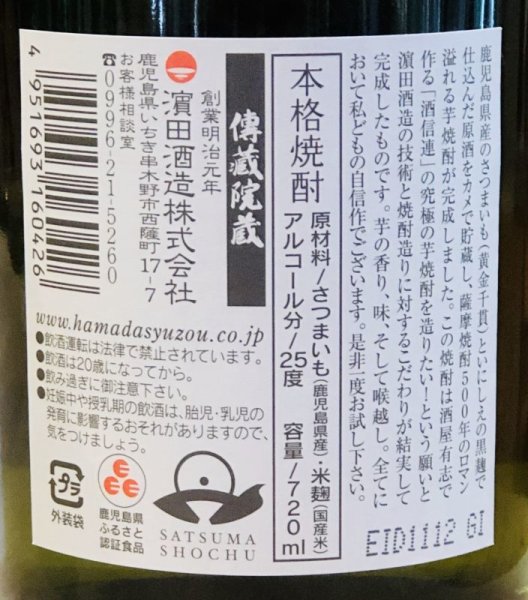 鹿児島県産のさつまいも(黄金千貫)といにしえの黒麹で
仕込んだ原酒をカメで貯蔵し、薩摩焼酎500年のロマン
溢れる芋焼酎が完成しました。この焼酎は酒屋有志で
作る「酒信連」の究極の芋焼酎を造りたい!という願いと
濵田酒造の技術と焼酎造りに対するこだわりが結実して
完成したものです。芋の香り、味、そして喉越し。全てに
おいて私どもの自信作でございます。是非一度お試し下さい。
本格焼酎
原材料/さつまいも(鹿児島県産)・米麹(国産米)
アルコール分/25度 容量/720ml
傳蔵院蔵
創業明治元年
濵田酒造株式会社
鹿児島県いちき串木野市西薩町17-7
☎0996-21-5260
お客様相談室
4 951693 160426
www.hamadasyuzou.co.jp
●飲酒運転は法律で禁止されています。
●飲酒は20歳になってから。
●飲み過ぎに御注意下さい。
●妊娠中や授乳期の飲酒は、胎児・乳児の
発育に影響するおそれがありますので、
気をつけましょう。
プラ
外装袋
鹿児島県
ふるさと
認証食品
SATSUMA
SHOCHU
EID1112 GI